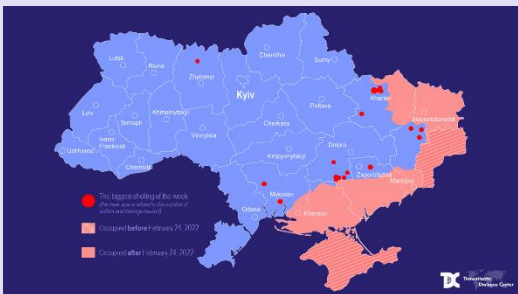 Chernihiv
Lutsk
Rivne
Sumy
Zhytomyr
Kyiv
Kharkiv
Lviv
Poltava
Ternopil
Khmelnytskyi
Cherkasy
Vinnytsia
Ivano-
Frankivsk
Uzhhorod
Dnipro
Kropyvnytskyi
Chernivtsi
Zaporizhzhia
Mykolaiv
Odesa
Kherson
The biggest shelling of the week
Occupied before February 24, 2022
Occupied after February 24, 2022
Transatlantic
Dialogue Center